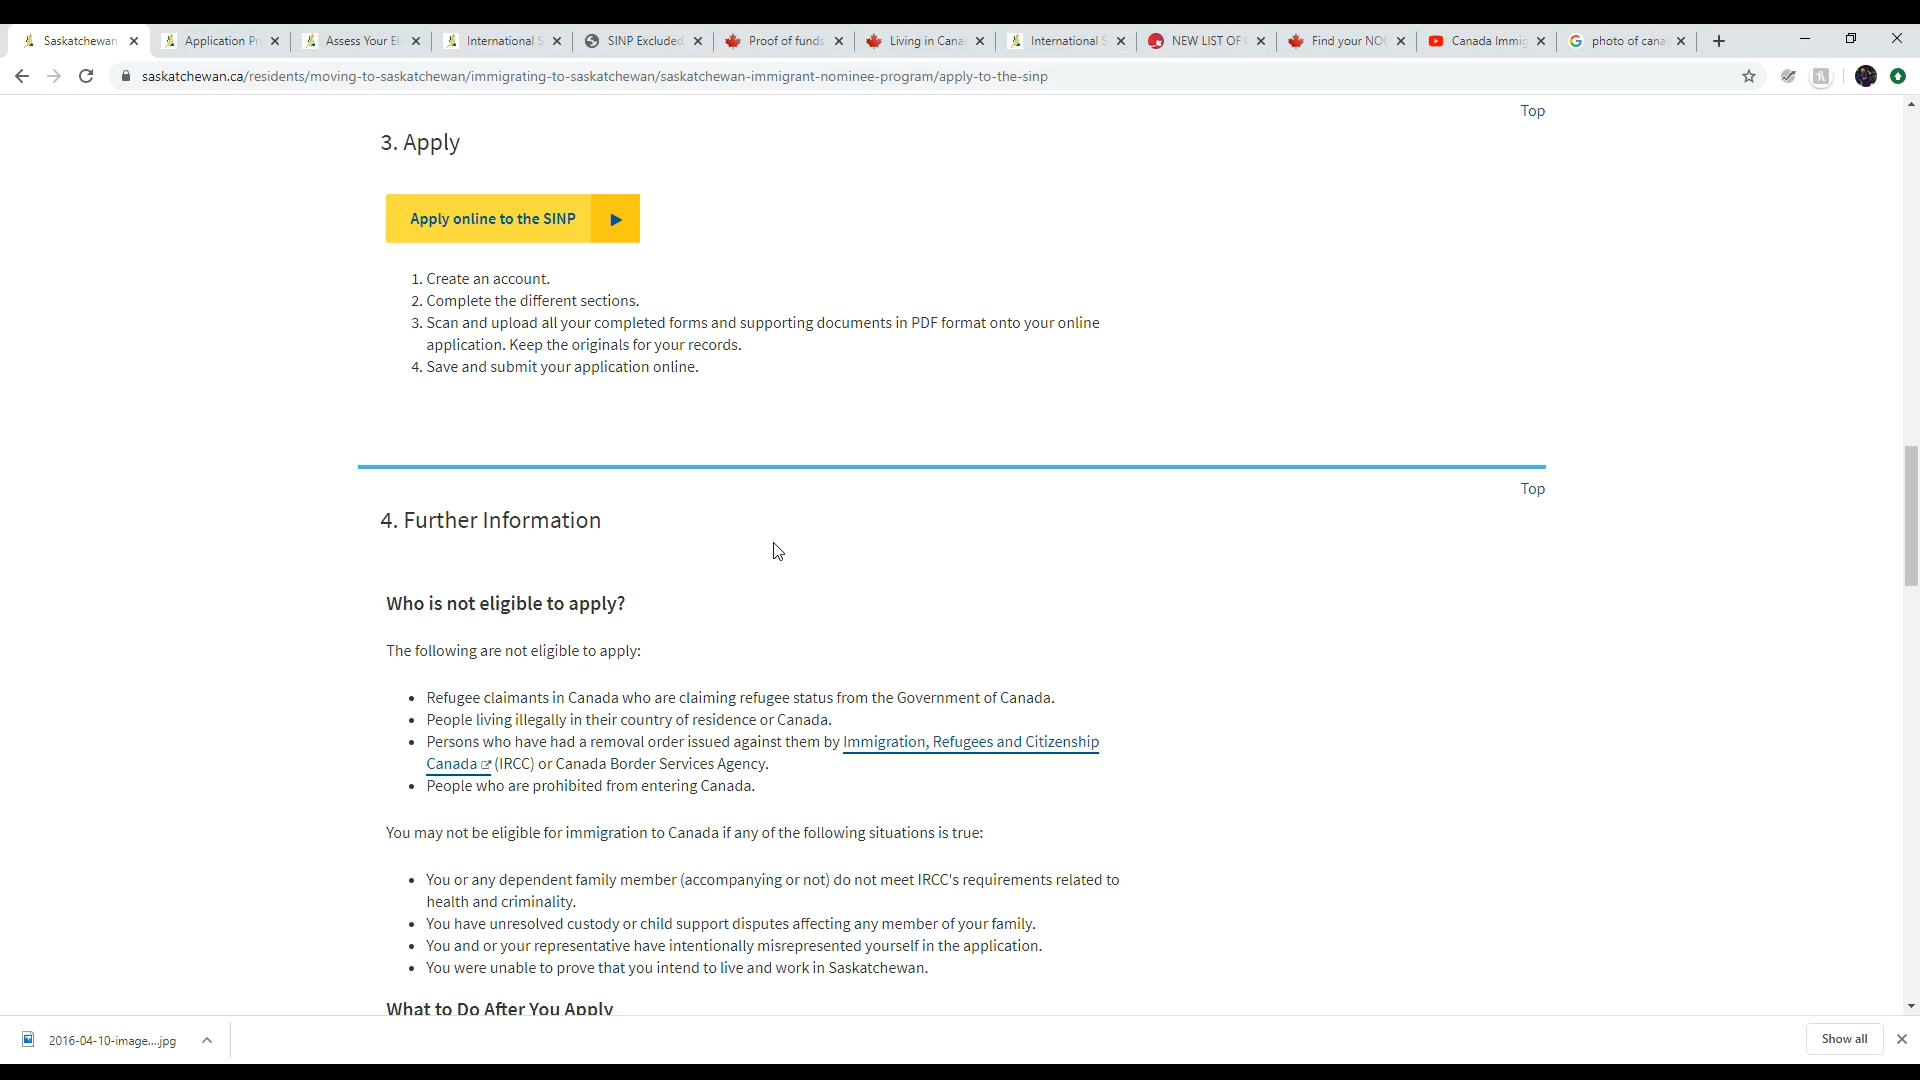 Saskatchewan
Application Pr
Assess Your El
International S
SINP Excluded
Proof of funds
Living in Cana
International S
NEW LIST OF
Find your NOC
Canada Immig
photo of cana
saskatchewan.ca/residents/moving-to-saskatchewan/immigrating-to-saskatchewan/saskatchewan-immigrant-nominee-program/apply-to-the-sinp
Top
3. Apply
Apply online to the SINP
1. Create an account.
2. Complete the different sections.
3. Scan and upload all your completed forms and supporting documents in PDF format onto your online
application. Keep the originals for your records.
4. Save and submit your application online.
Top
4. Further Information
Who is not eligible to apply?
The following are not eligible to apply:
• Refugee claimants in Canada who are claiming refugee status from the Government of Canada.
• People living illegally in their country of residence or Canada.
• Persons who have had a removal order issued against them by Immigration, Refugees and Citizenship
Canada (IRCC) or Canada Border Services Agency.
• People who are prohibited from entering Canada.
You may not be eligible for immigration to Canada if any of the following situations is true:
• You or any dependent family member (accompanying or not) do not meet IRCC's requirements related to
health and criminality.
• You have unresolved custody or child support disputes affecting any member of your family.
• You and or your representative have intentionally misrepresented yourself in the application.
• You were unable to prove that you intend to live and work in Saskatchewan.
What to Do After You Apply
2016-04-10-image....jpg
Show all